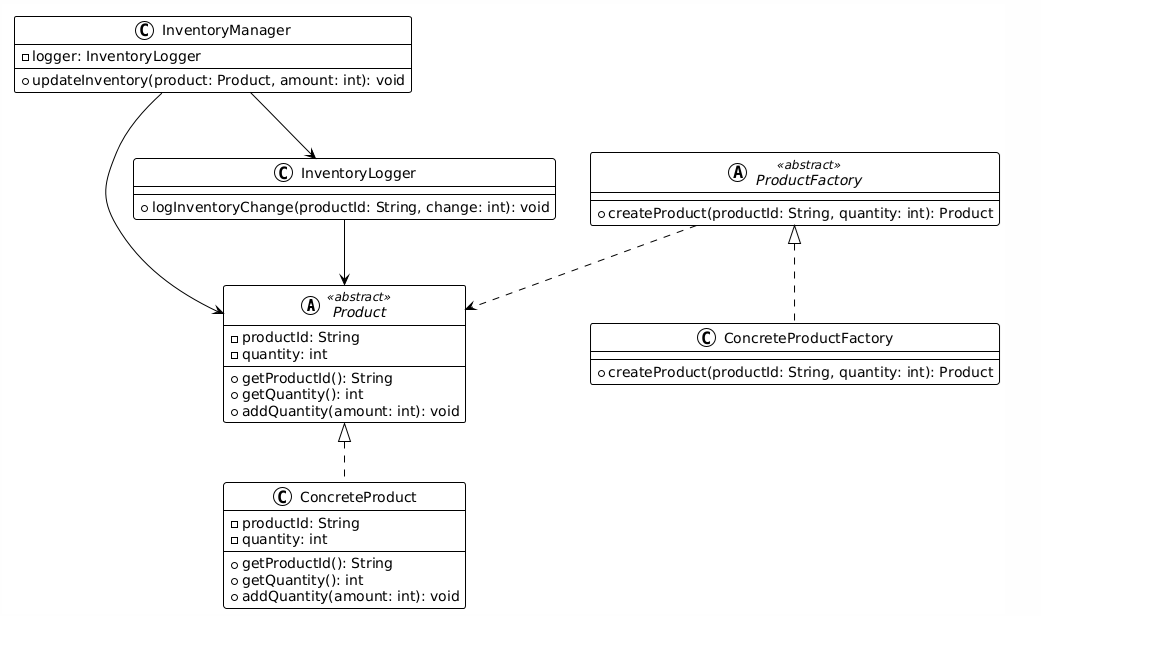 C InventoryManager
logger: InventoryLogger
updateInventory(product: Product, amount: int): void
C InventoryLogger
logInventoryChange(productId: String, change: int): void
«abstract»
A ProductFactory
createProduct(productId: String, quantity: int): Product
«abstract»
A Product
productId: String
quantity: int
getProductId(): String
getQuantity(): int
addQuantity(amount: int): void
C ConcreteProductFactory
createProduct(productId: String, quantity: int): Product
C ConcreteProduct
productId: String
quantity: int
getProductId(): String
getQuantity(): int
addQuantity(amount: int): void